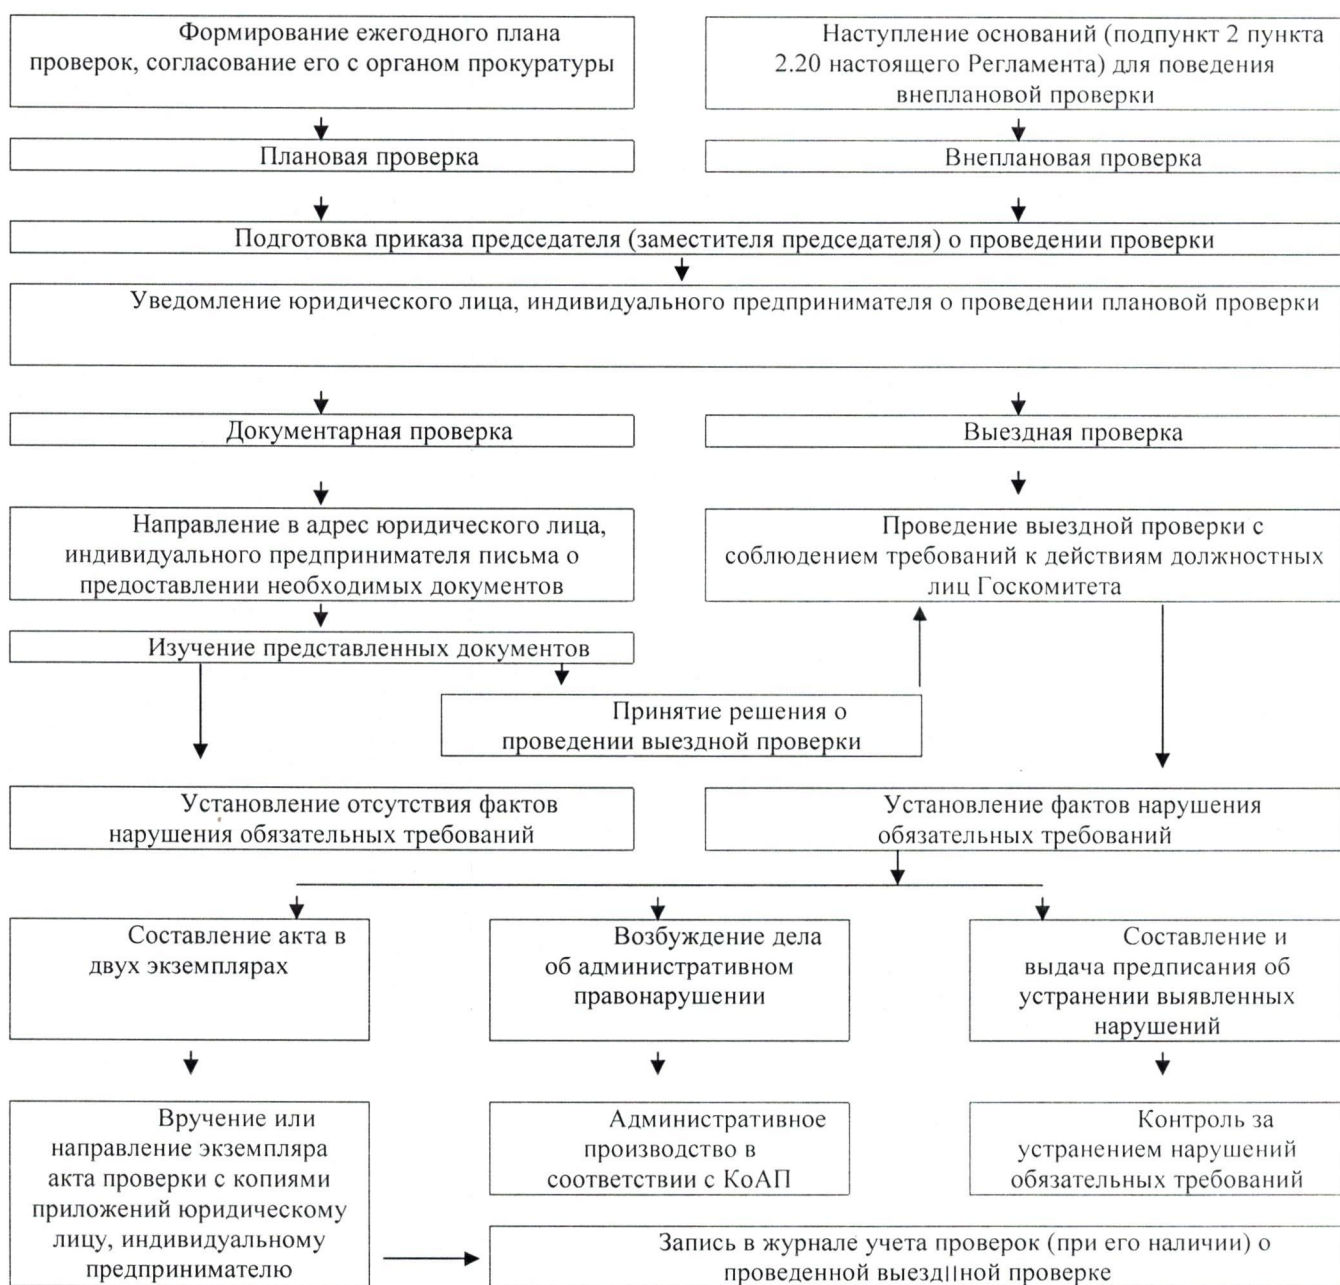 Формирование ежегодного плана
проверок, согласование его с органом прокуратуры
Наступление оснований (подпункт 2 пункта
2.20 настоящего Регламента) для поведения
внеплановой проверки
Плановая проверка
Внеплановая проверка
Подготовка приказа председателя (заместителя председателя) о проведении проверки
Уведомление юридического лица, индивидуального предпринимателя о проведении плановой проверки
Документарная проверка
Выездная проверка
Направление в адрес юридического лица,
индивидуального предпринимателя письма о
предоставлении необходимых документов
Проведение выездной проверки с
соблюдением требований к действиям должностных
лиц Госкомитета
Изучение представленных документов
Принятие решения о
проведении выездной проверки
Установление отсутствия фактов
нарушения обязательных требований
Установление фактов нарушения
обязательных требований
Составление акта в
двух экземплярах
Возбуждение дела
об административном
правонарушении
Составление и
выдача предписания об
устранении выявленных
нарушений
Вручение или
направление экземпляра
акта проверки с копиями
приложений юридическому
лицу, индивидуальному
предпринимателю
Административное
производство в
соответствии с КоАП
Контроль за
устранением нарушений
обязательных требований
Запись в журнале учета проверок (при его наличии) о
проведенной выезд||ной проверке